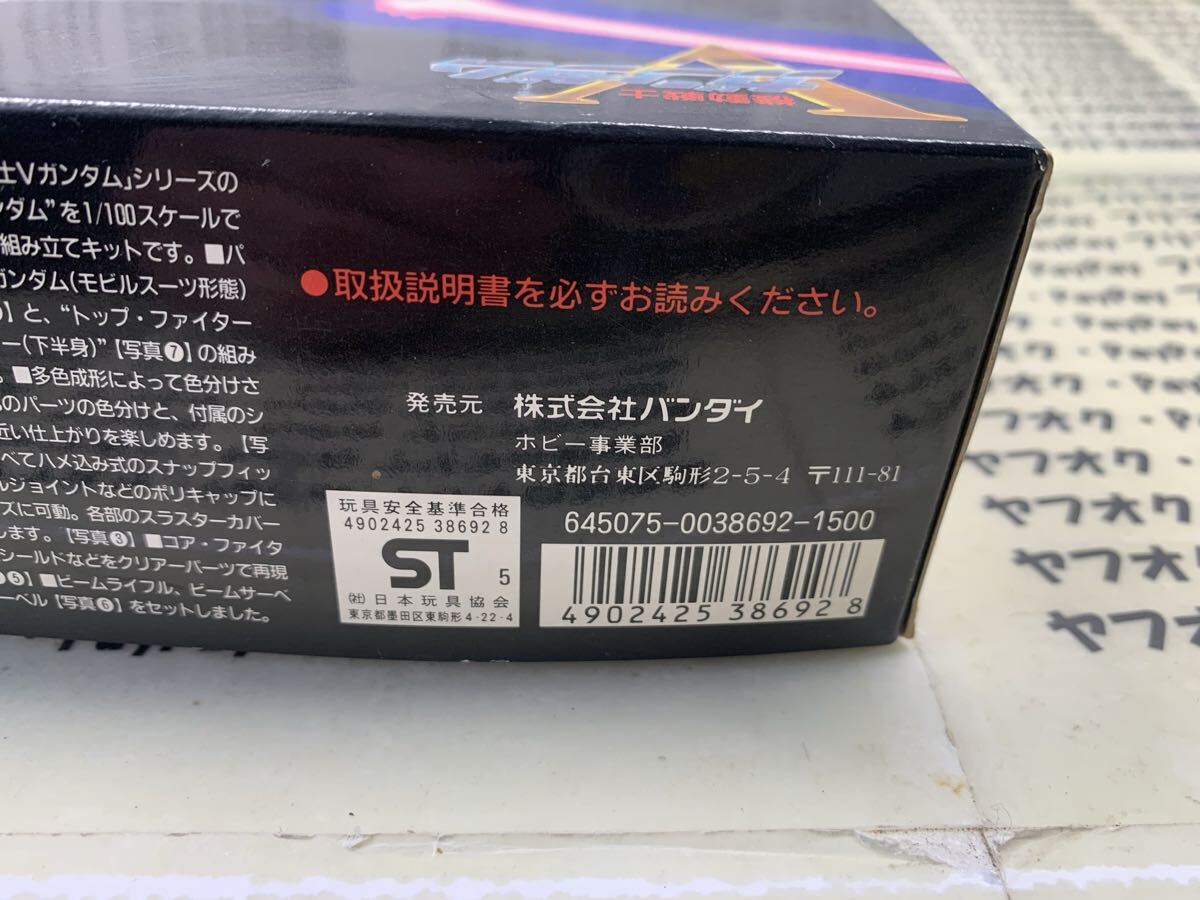 機動戦士
士Vガンダム」シリーズの
ンダム”を1/100スケールで
組み立てキットです。■パ
ガンダム(モビルスーツ形態)
】と、“トップ・ファイター
ー(下半身)”【写真❼】の組み
。■多色成形によって色分けさ
のパーツの色分けと、付属のシ
近い仕上がりを楽しめます。【写
べてハメ込み式のスナップフィッ
ルジョイントなどのポリキャップに
ズに可動。各部のスラスターカバー
します。【写真❸】■コア・ファイタ
シールドなどをクリアーパーツで再現
❺】■ビームライフル、ビームサーベ
ーベル【写真❻】をセットしました。
●取扱説明書を必ずお読みください。
発売元 株式会社バンダイ
ホビー事業部
東京都台東区駒形2-5-4 〒111-81
玩具安全基準合格
4902425 38692 8
ST 5
㈳日本玩具協会
東京都墨田区東駒形4-22-4
645075-0038692-1500
4902425 386928
ヤフオク
ヤフオク
ヤフオク
ヤフオ